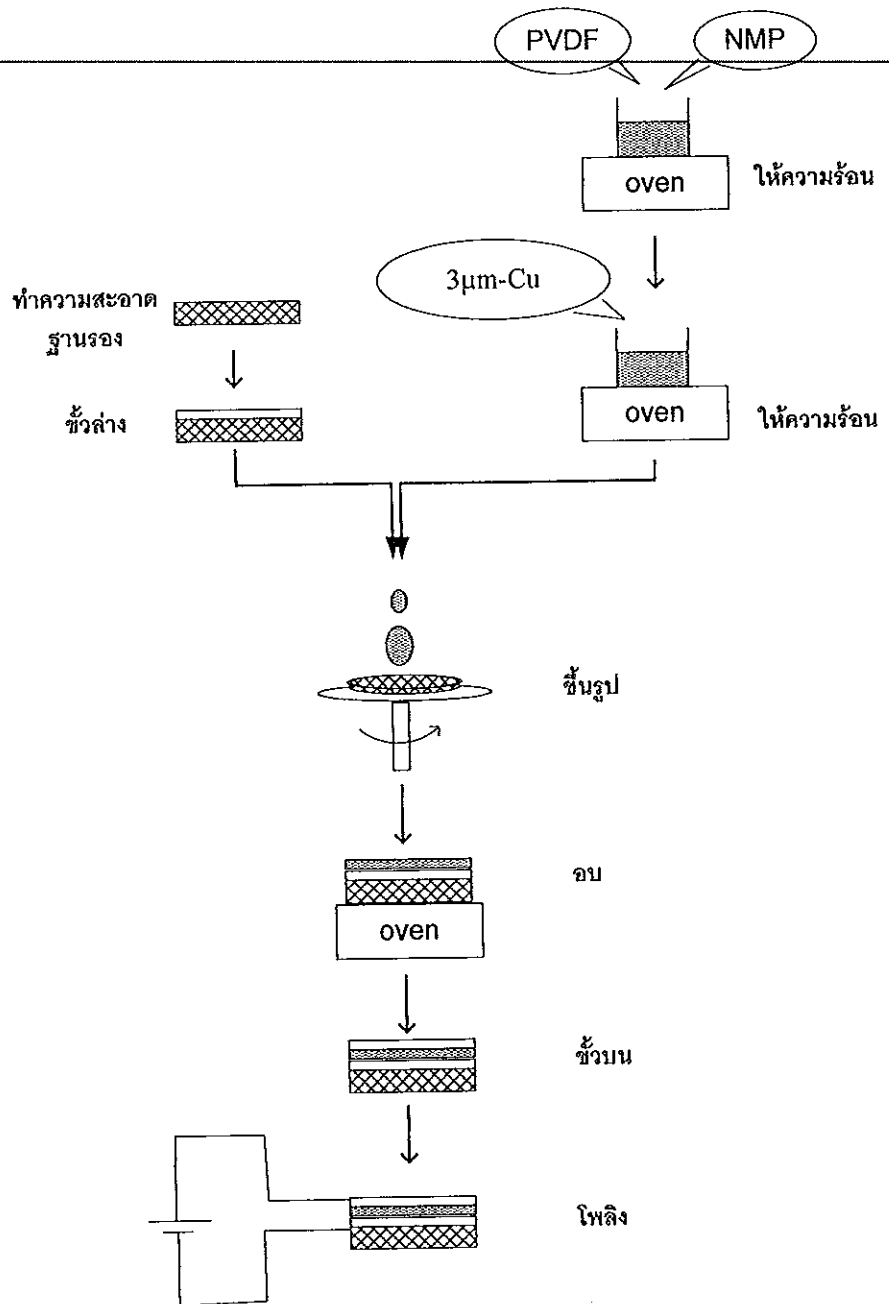 PVDF
NMP
oven
ให้ความร้อน
3μm-Cu
ทำความสะอาด
ฐานรอง
ขั้วล่าง
oven
ให้ความร้อน
ขึ้นรูป
อบ
oven
ขั้วบน
โพลิง